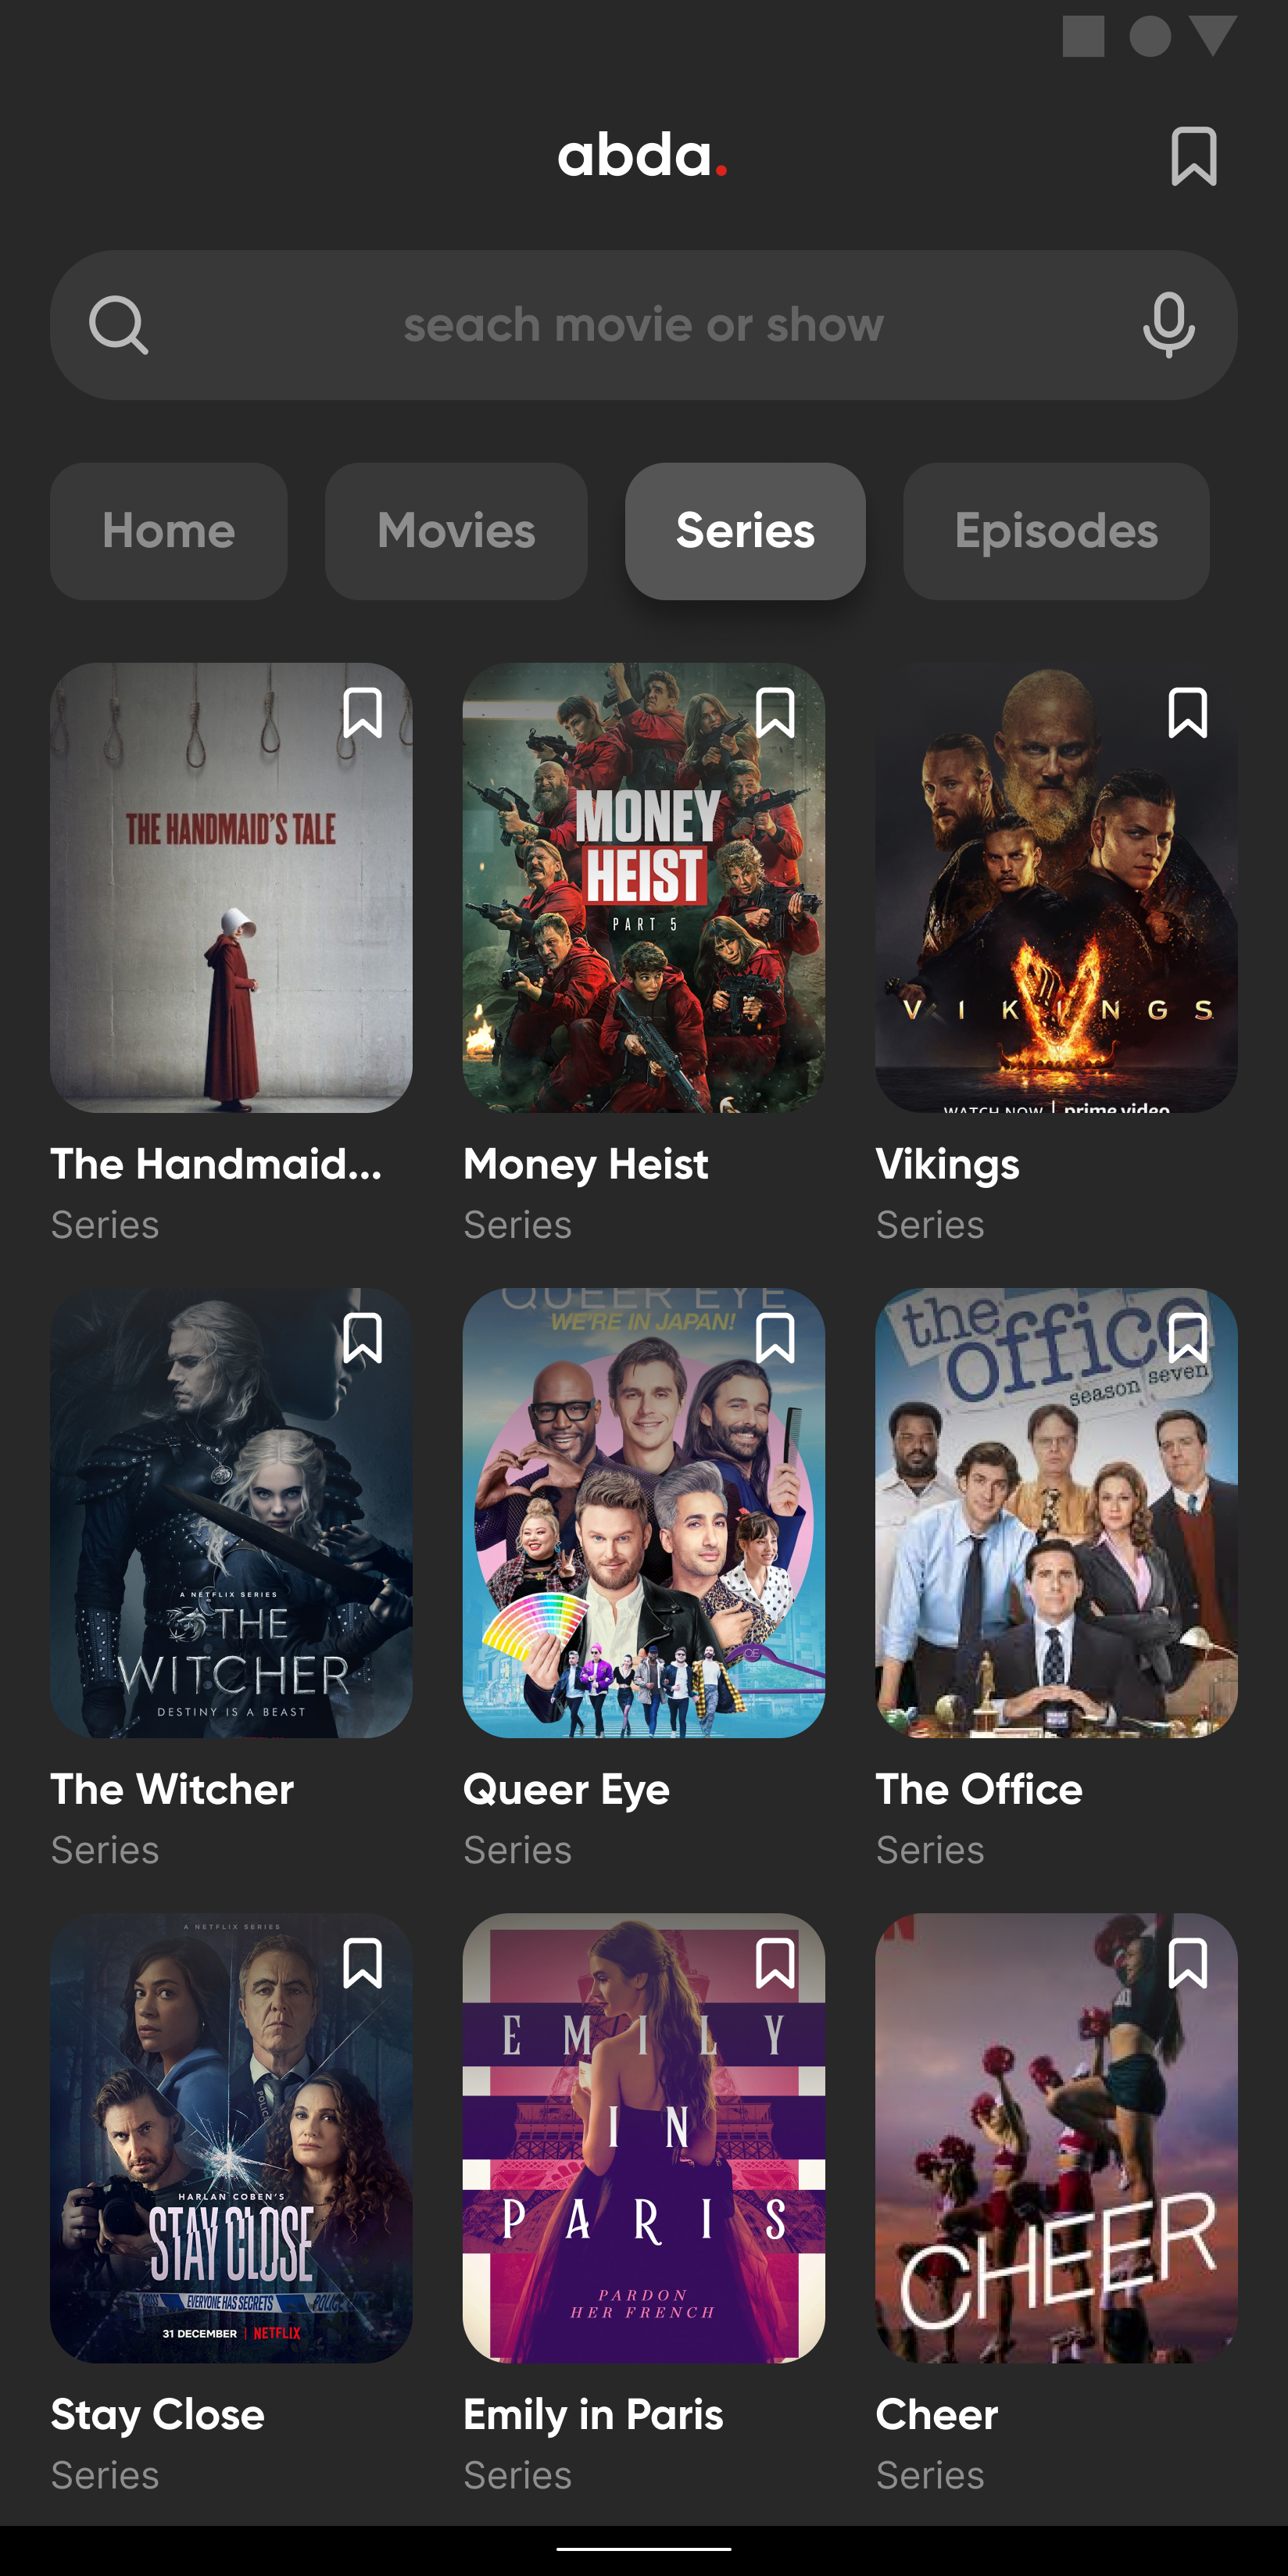 abda.
seach movie or show
Home
Movies
Series
Episodes
THE HANDMAID'S TALE
MONEY
HEIST
PART 5
VIKINGS
WATCH NOW | prime video
The Handmaid...
Money Heist
Vikings
Series
Series
Series
A NETFLIX SERIES
THE
WITCHER
DESTINY IS A BEAST
QUEER EYE
WE'RE IN JAPAN!
QE
the
office
season seven
The Witcher
Queer Eye
The Office
Series
Series
Series
A NETFLIX SERIES
POLICE
HARLAN COBEN'S
STAY CLOSE
EVERYONE HAS SECRETS
POLICE
31 DECEMBER | NETFLIX
EMILY
IN
PARIS
PARDON
HER FRENCH
CHEER
Stay Close
Emily in Paris
Cheer
Series
Series
Series